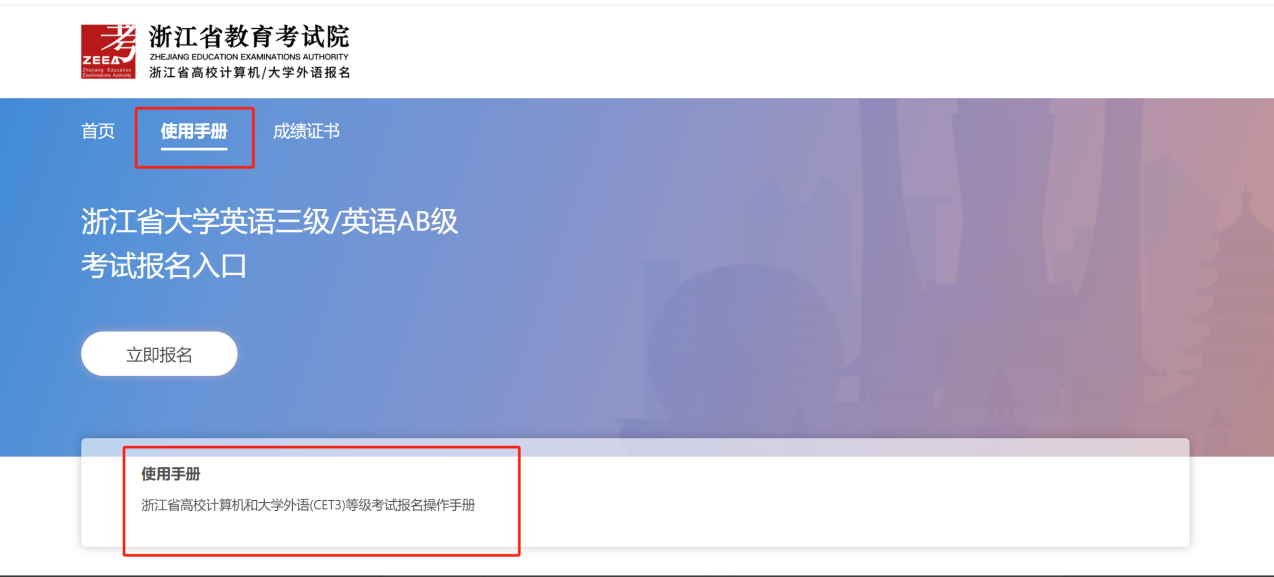 考
ZEEA
Zhejiang Education
Examinations Authority
浙江省教育考试院
ZHEJIANG EDUCATION EXAMINATIONS AUTHORITY
浙江省高校计算机/大学外语报名
首页 使用手册 成绩证书
浙江省大学英语三级/英语AB级
考试报名入口
立即报名
使用手册
浙江省高校计算机和大学外语(CET3)等级考试报名操作手册